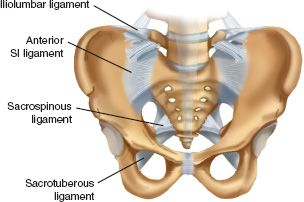 Iliolumbar ligament
Anterior
SI ligament
Sacrospinous
ligament
Sacrotuberous
ligament